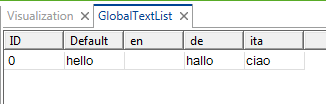 Visualization GlobalTextList
ID Default en de ita
0 hello hallo ciao